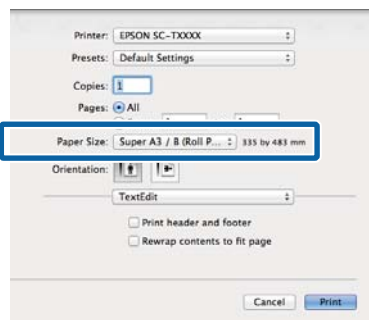 Printer: EPSON SC-TXXXX
Presets: Default Settings
Copies: 1
Pages: All
Paper Size: Super A3 / B (Roll P... 335 by 483 mm
Orientation:
TextEdit
Print header and footer
Rewrap contents to fit page
Cancel Print